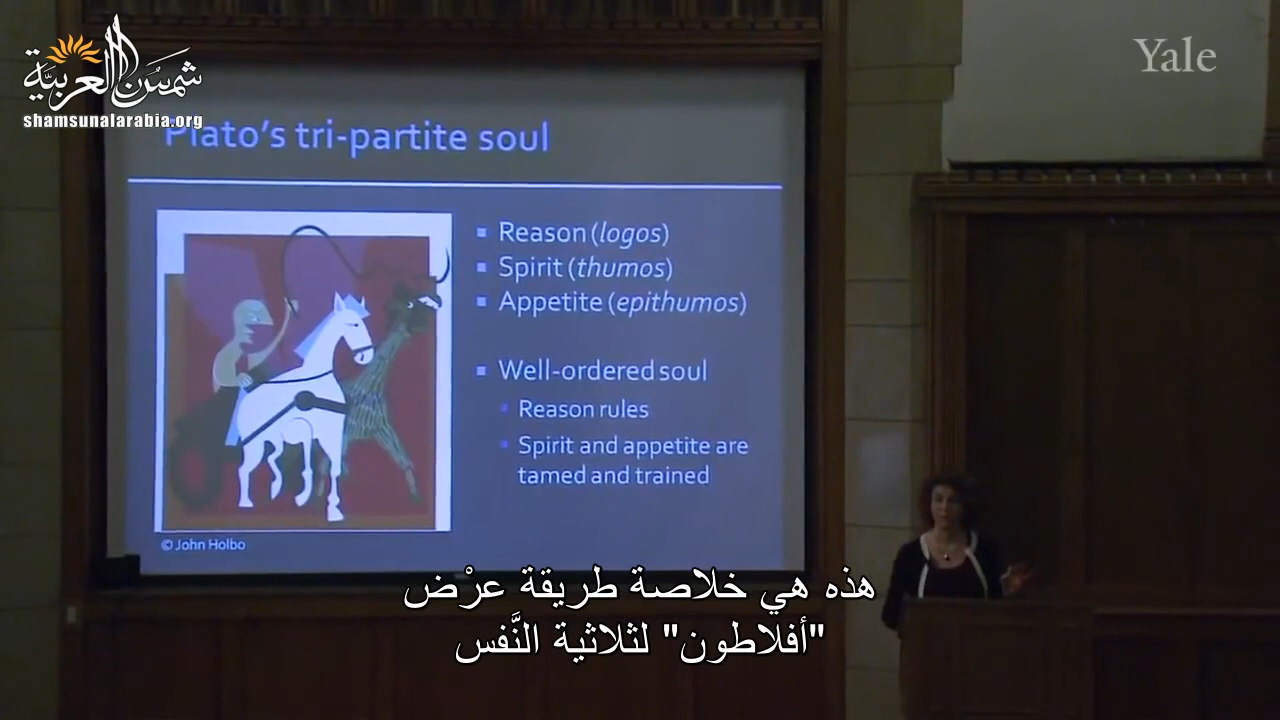 شمس العربية
shamsunalarabia.org
Yale
Plato's tri-partite soul
Reason (logos)
Spirit (thumos)
Appetite (epithumos)
Well-ordered soul
Reason rules
Spirit and appetite are
tamed and trained
© John Holbo
هذه هي خلاصة طريقة عرْض
"أفلاطون" لثلاثية النَّفس